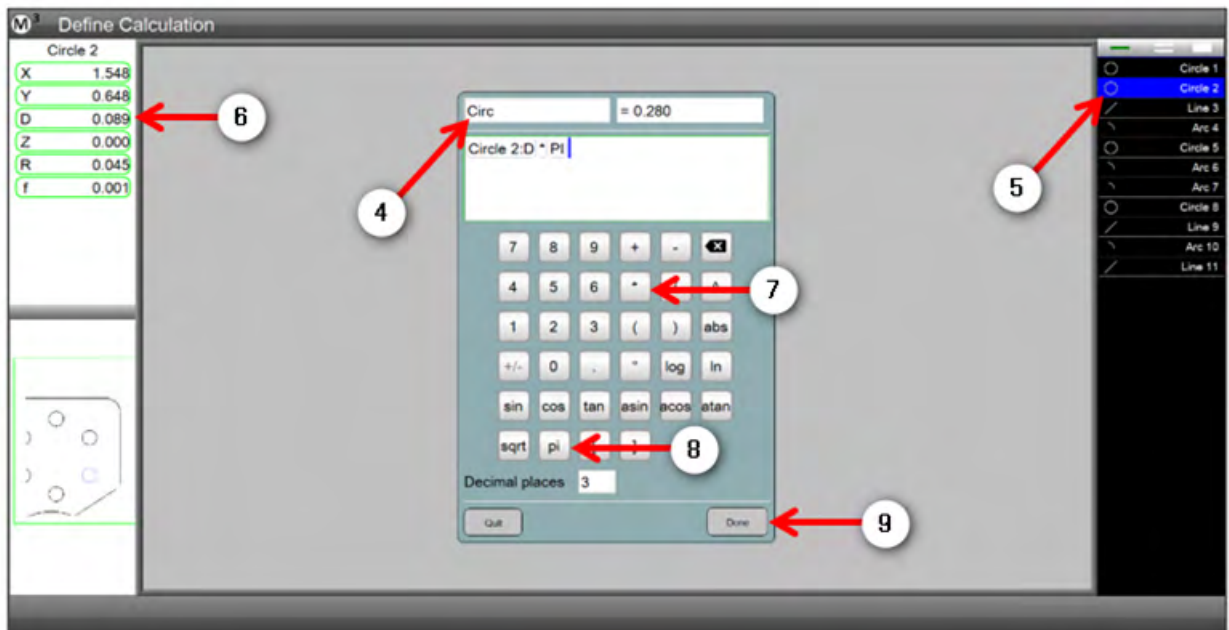 M³ Define Calculation
Circle 2
X 1.548
Y 0.648
D 0.089
Z 0.000
R 0.045
f 0.001
6
4
Circ = 0.280
Circle 2:D * PI
7 8 9 + -
4 5 6 * ^
7
1 2 3 ( ) abs
+/- 0 . " log ln
sin cos tan asin acos atan
sqrt pi ]
8
Decimal places 3
Quit Done
9
5
Circle 1
Circle 2
Line 3
Arc 4
Circle 5
Arc 6
Arc 7
Circle 8
Line 9
Arc 10
Line 11